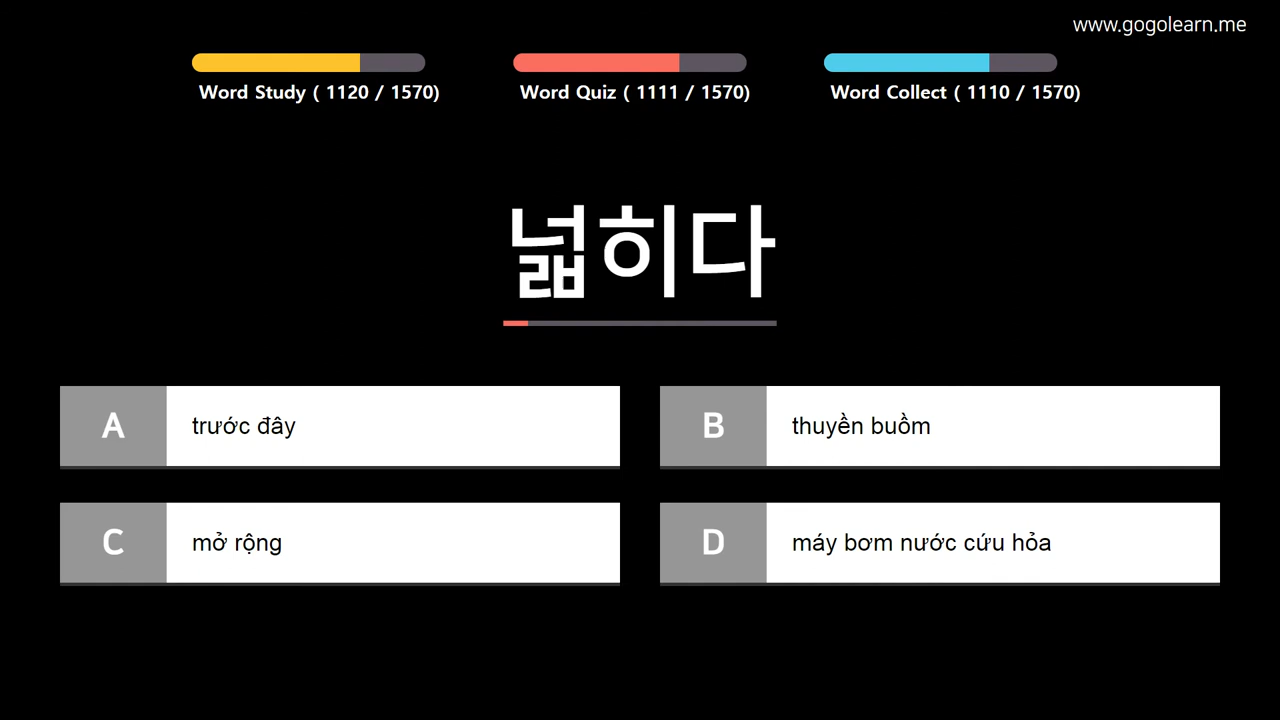 www.gogolearn.me
Word Study ( 1120 / 1570)
Word Quiz ( 1111 / 1570)
Word Collect ( 1110 / 1570)
넓히다
A trước đây
B thuyền buồm
C mở rộng
D máy bơm nước cứu hỏa